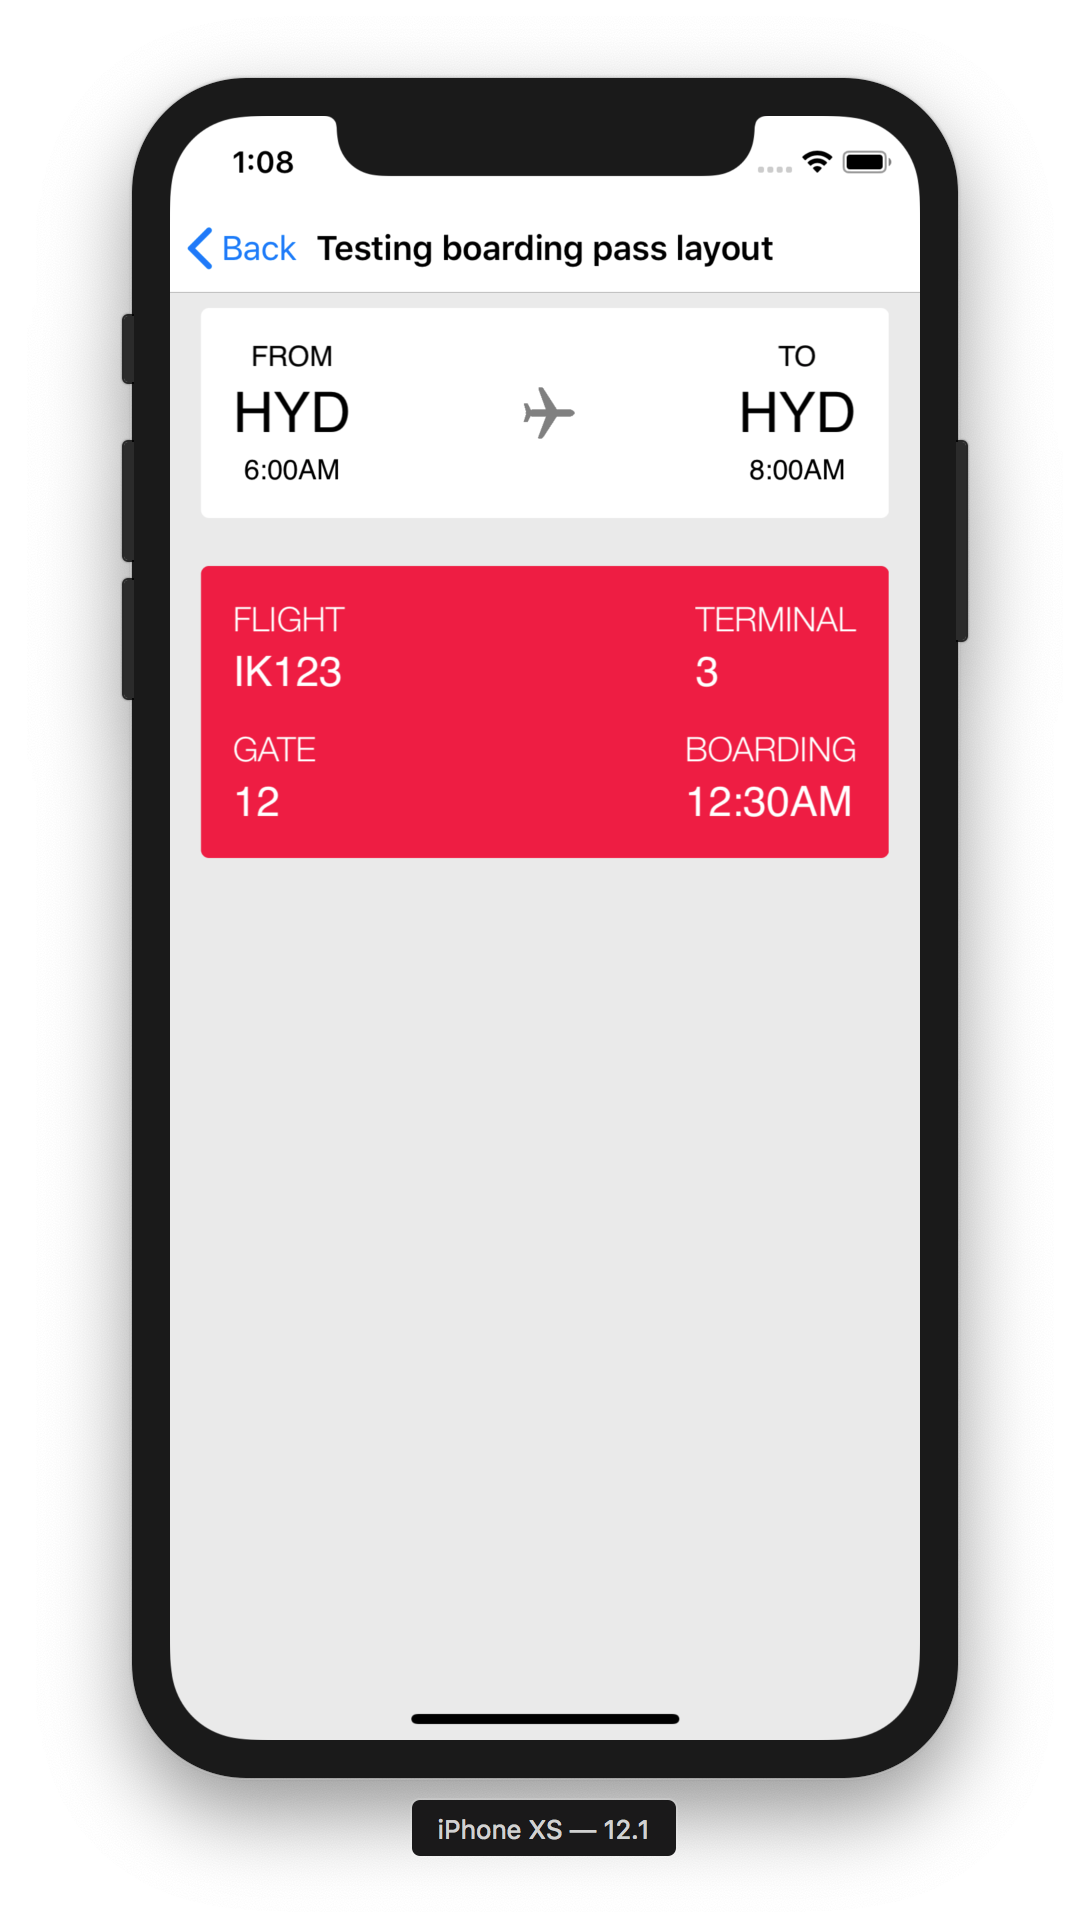 1:08
Back Testing boarding pass layout
FROM TO
HYD HYD
6:00AM 8:00AM
FLIGHT TERMINAL
IK123 3
GATE BOARDING
12 12:30AM
iPhone XS — 12.1